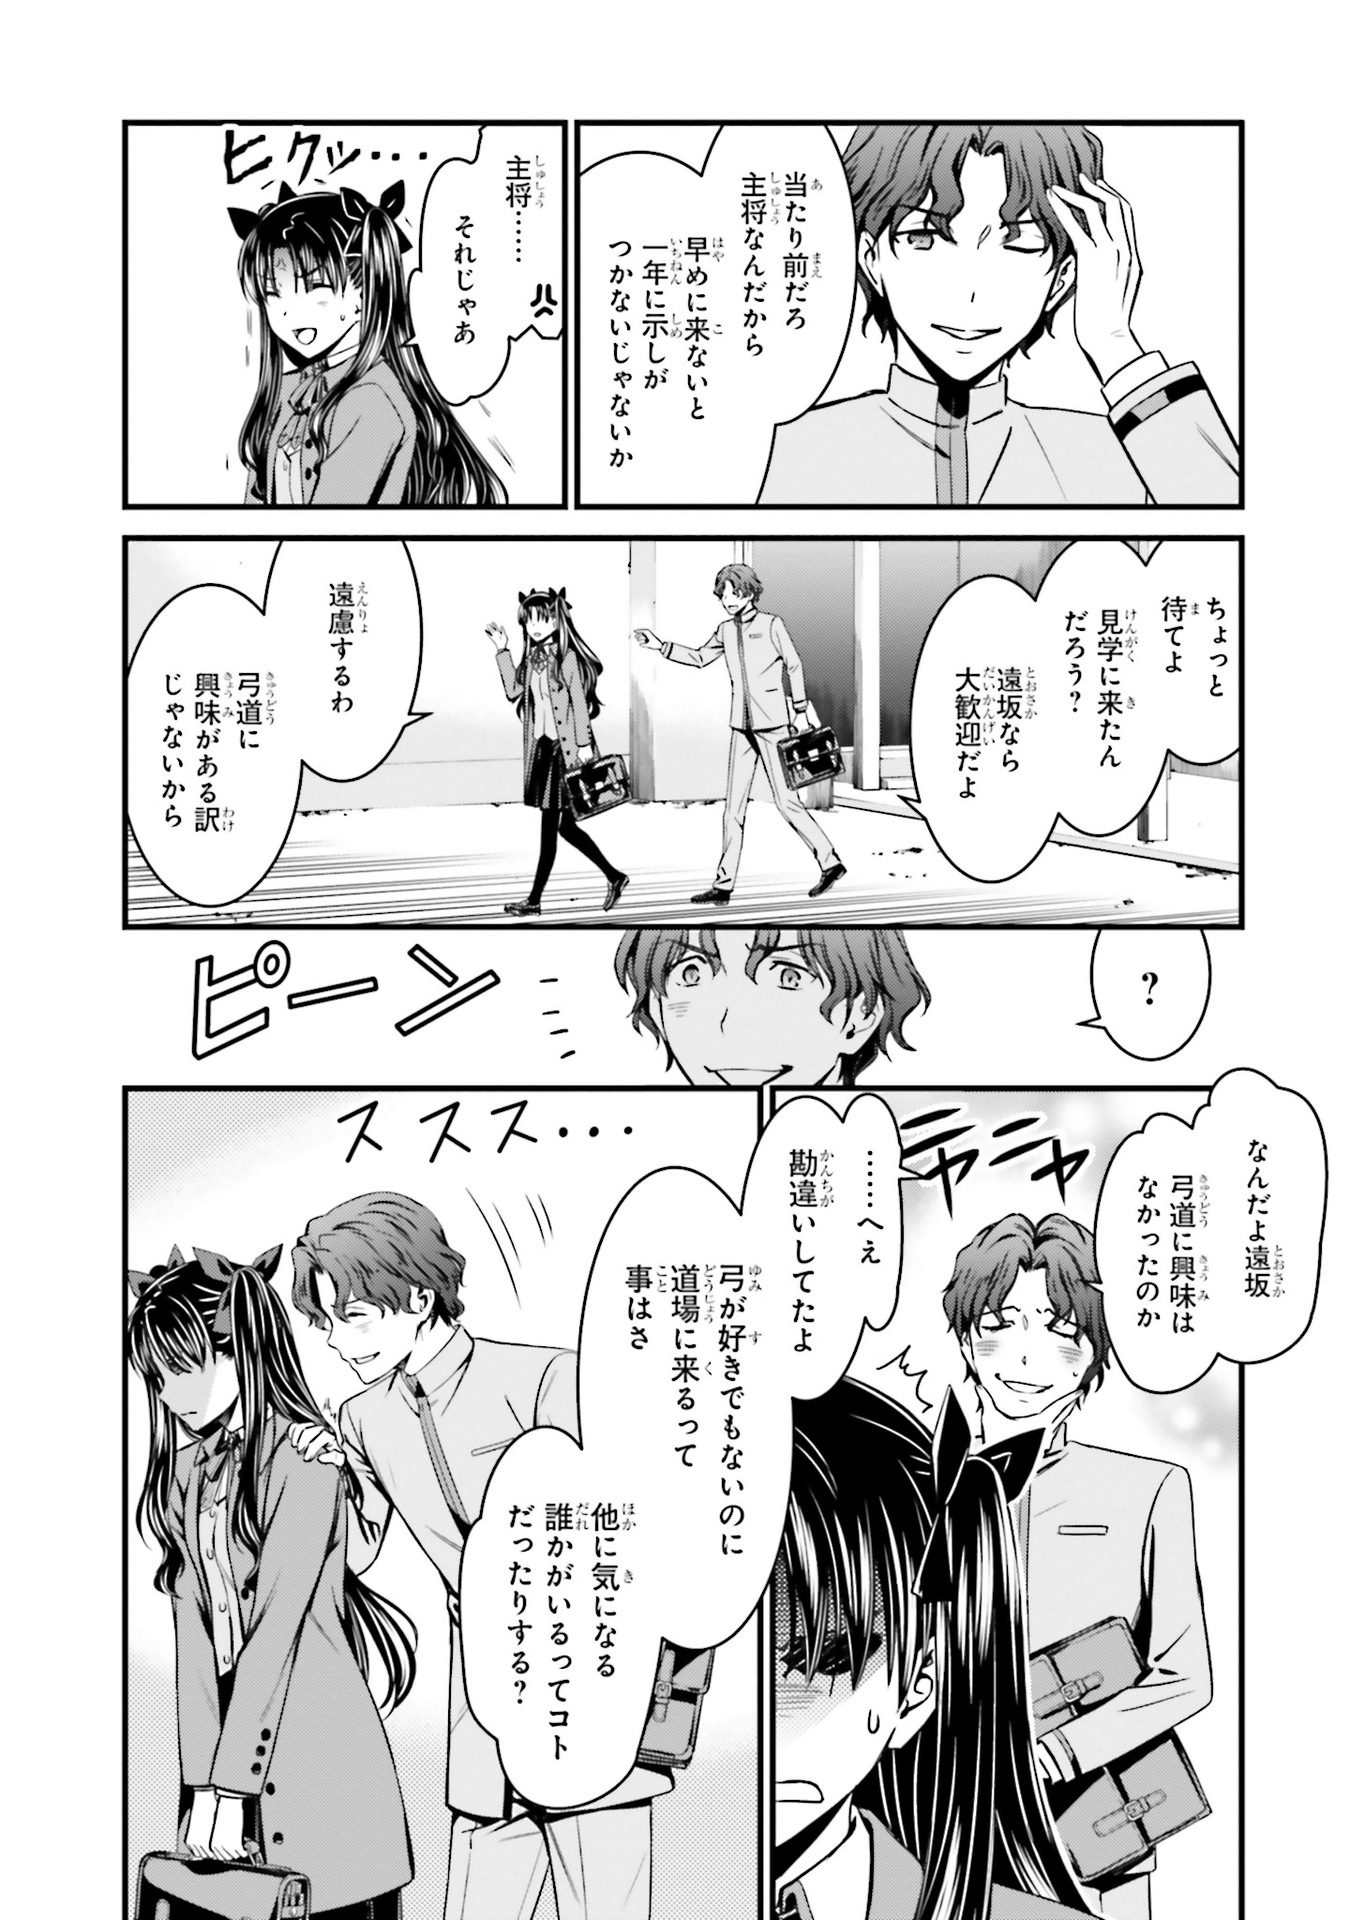 当たり前だろ
主将なんだから
早めに来ないと
一年に示しが
つかないじゃないか
ヒクッ・・・
主将……
それじゃあ
ちょっと
待てよ
見学に来たん
だろう？
遠坂なら
大歓迎だよ
遠慮するわ
弓道に
興味がある訳
じゃないから
？
ピーン
なんだよ遠坂
弓道に興味は
なかったのか
ニヤニヤ
……へえ
勘違いしてたよ
弓が好きでもないのに
道場に来るって
事はさ
ススス・・・
他に気になる
誰かがいるってコト
だったりする？